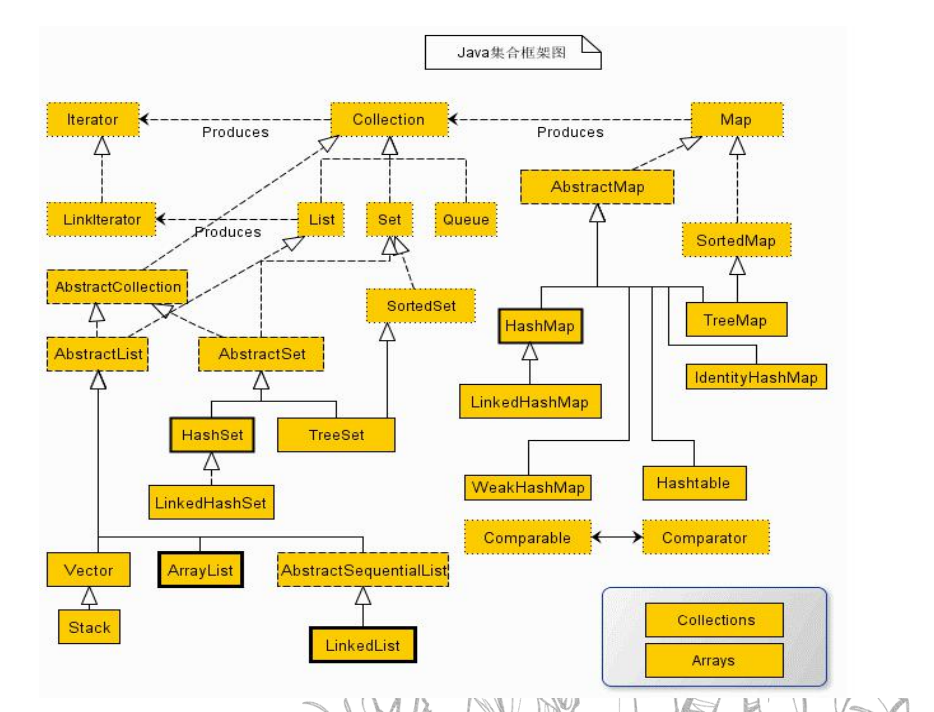 Java集合框架图
Iterator
Produces
Collection
Produces
Map
AbstractMap
LinkIterator
Produces
List
Set
Queue
SortedMap
AbstractCollection
SortedSet
HashMap
TreeMap
AbstractList
AbstractSet
IdentityHashMap
LinkedHashMap
HashSet
TreeSet
WeakHashMap
Hashtable
LinkedHashSet
Comparable
Comparator
Vector
ArrayList
AbstractSequentialList
Stack
LinkedList
Collections
Arrays